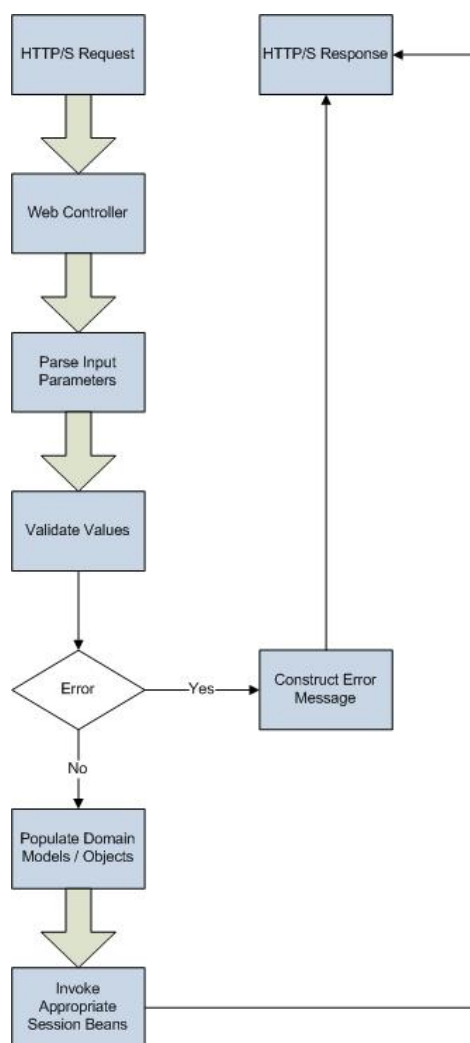 HTTP/S Request
HTTP/S Response
Web Controller
Parse Input
Parameters
Validate Values
Error
Yes
Construct Error
Message
No
Populate Domain
Models / Objects
Invoke
Appropriate
Session Beans